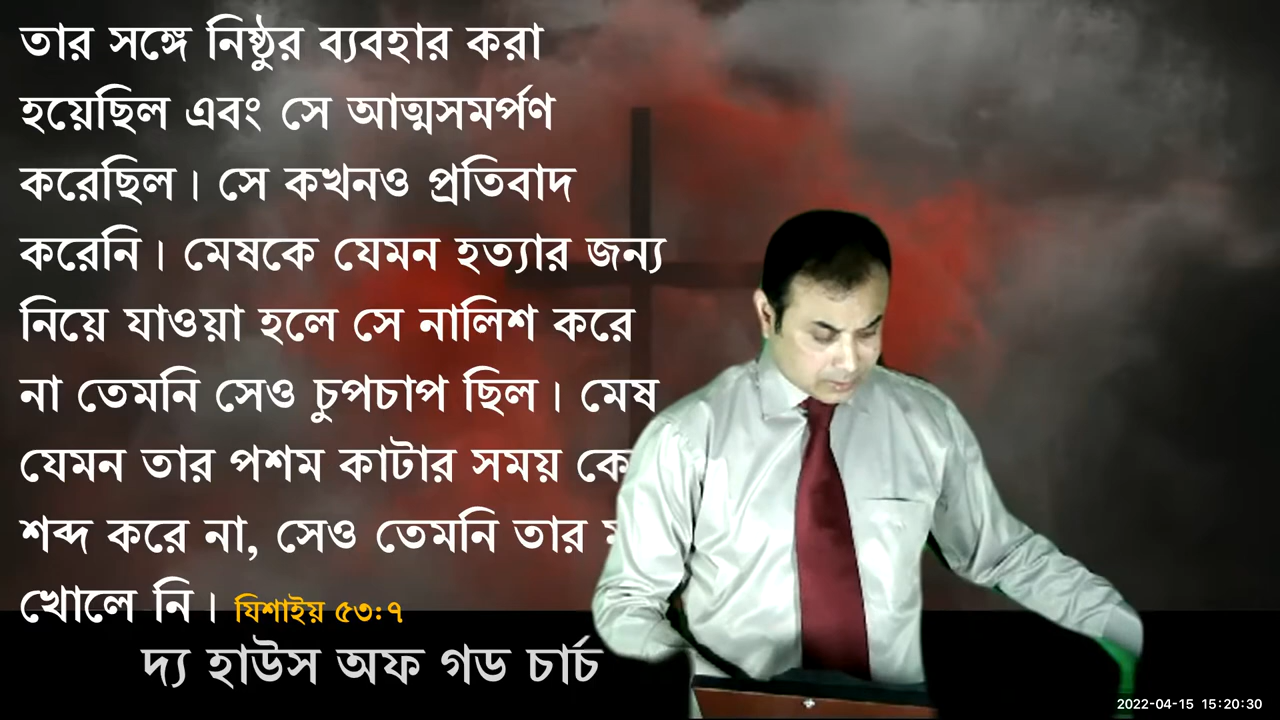 তার সঙ্গে নিষ্ঠুর ব্যবহার করা
হয়েছিল এবং সে আত্মসমর্পণ
করেছিল। সে কখনও প্রতিবাদ
করেনি। মেষকে যেমন হত্যার জন্য
নিয়ে যাওয়া হলে সে নালিশ করে
না তেমনি সেও চুপচাপ ছিল। মেষ
যেমন তার পশম কাটার সময়
শব্দ করে না, সেও তেমনি তার
খোলে নি। যিশাইয় ৫৩:৭
দ্য হাউস অফ গড চার্চ
2022-04-15 15:20:30